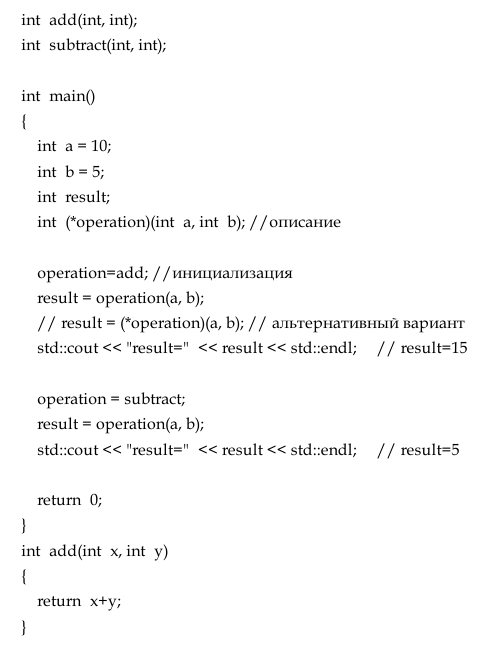 int add(int, int);
int subtract(int, int);
int main()
{
int a = 10;
int b = 5;
int result;
int (*operation)(int a, int b); //описание
operation=add; //инициализация
result = operation(a, b);
// result = (*operation)(a, b); // альтернативный вариант
std::cout << "result=" << result << std::endl; // result=15
operation = subtract;
result = operation(a, b);
std::cout << "result=" << result << std::endl; // result=5
return 0;
}
int add(int x, int y)
{
return x+y;
}